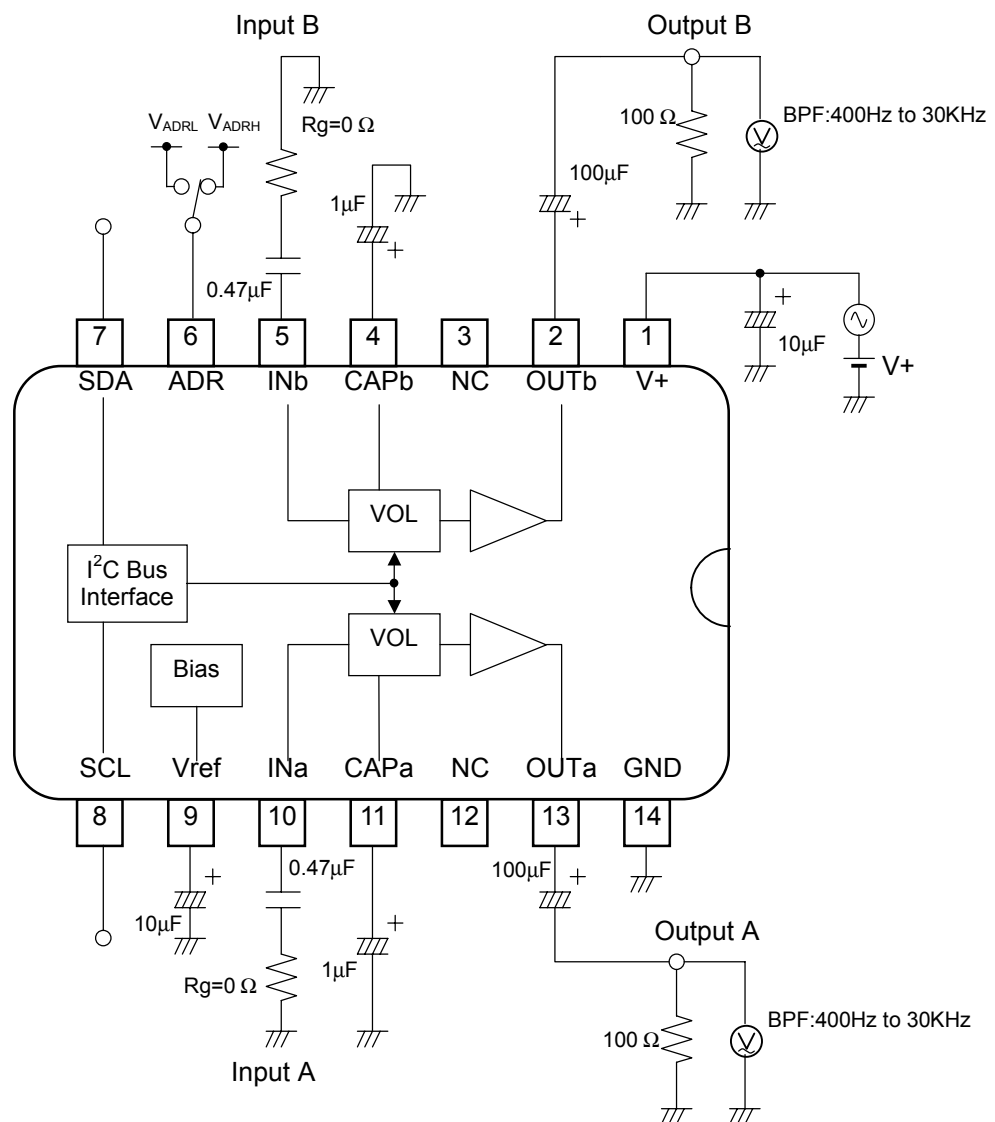 Input B
Output B
V_ADRL V_ADRH
Rg=0 Ω
100 Ω
V
BPF:400Hz to 30KHz
1µF
+
100µF
+
0.47µF
+
10µF
V+
7
6
5
4
3
2
1
SDA
ADR
INb
CAPb
NC
OUTb
V+
VOL
I²C Bus
Interface
VOL
Bias
SCL
Vref
INa
CAPa
NC
OUTa
GND
8
9
10
11
12
13
14
0.47µF
100µF
+
+
10µF
+
1µF
Rg=0 Ω
Output A
Input A
100 Ω
V
BPF:400Hz to 30KHz